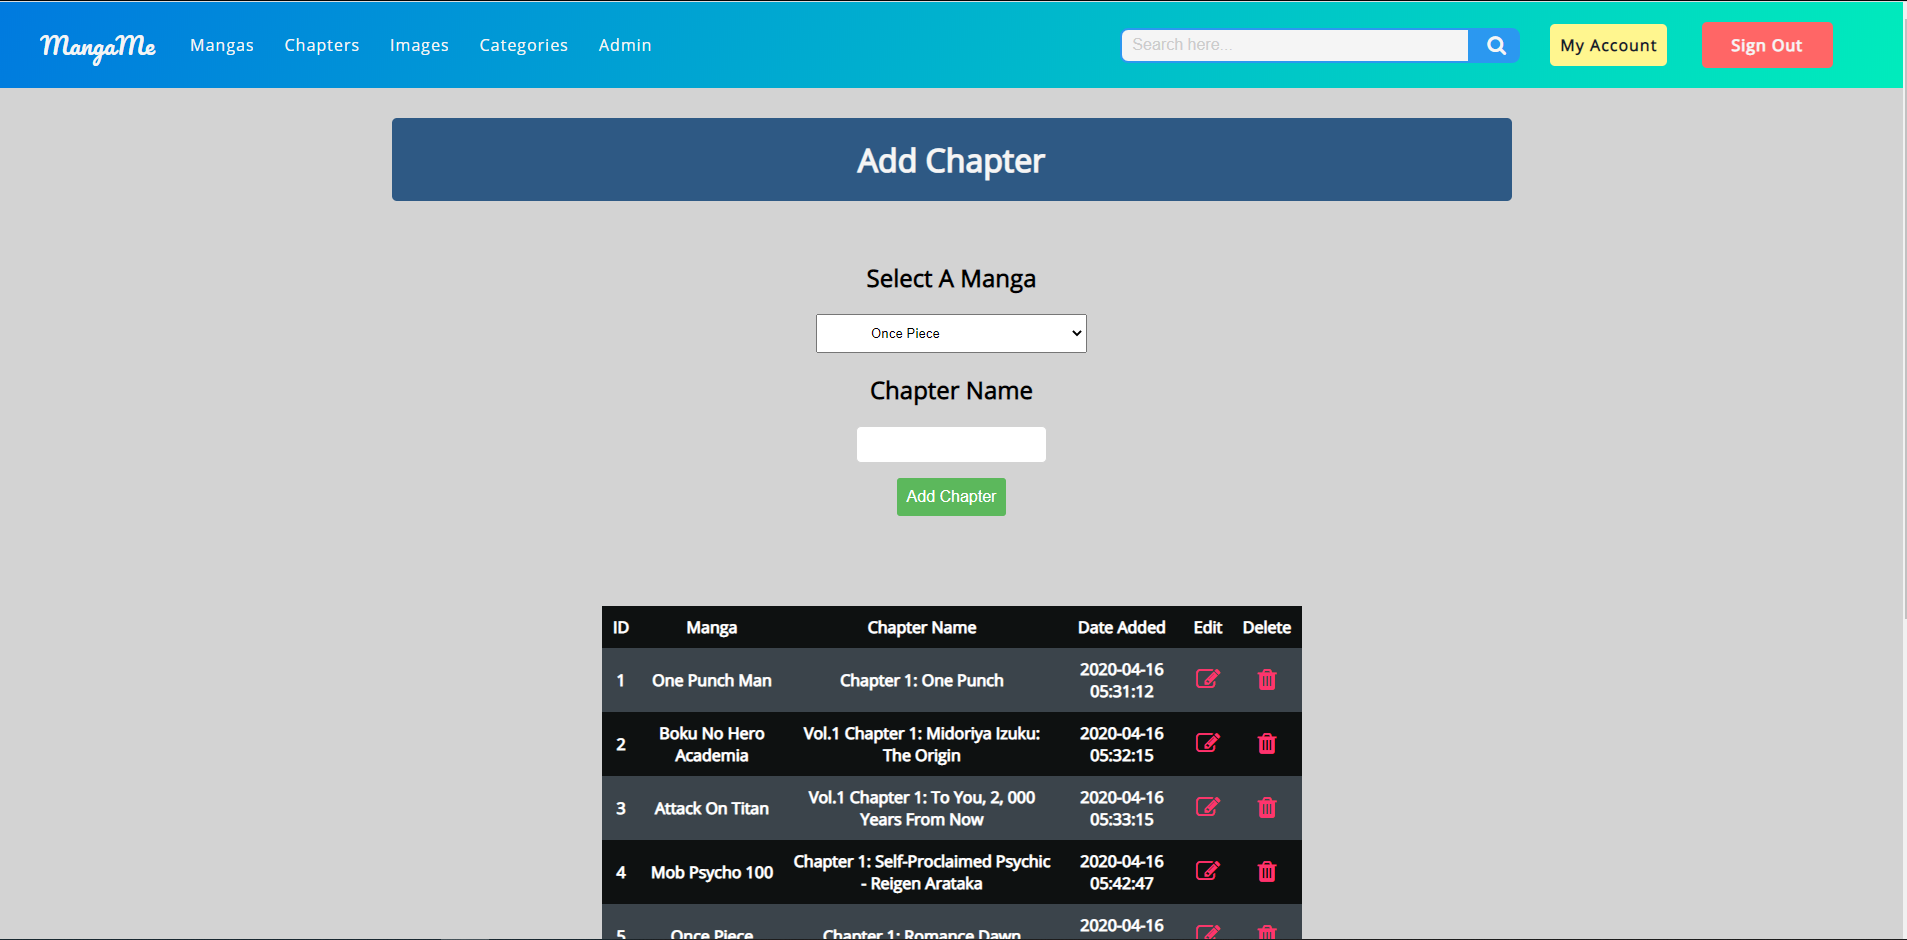 MangaMe Mangas Chapters Images Categories Admin Search here... My Account Sign Out
Add Chapter
Select A Manga
Once Piece
Chapter Name
Add Chapter
ID Manga Chapter Name Date Added Edit Delete
1 One Punch Man Chapter 1: One Punch 2020-04-16
05:31:12
2 Boku No Hero
Academia Vol.1 Chapter 1: Midoriya Izuku:
The Origin 2020-04-16
05:32:15
3 Attack On Titan Vol.1 Chapter 1: To You, 2, 000
Years From Now 2020-04-16
05:33:15
4 Mob Psycho 100 Chapter 1: Self-Proclaimed Psychic
- Reigen Arataka 2020-04-16
05:42:47
5 Once Piece Chapter 1: Romance Dawn 2020-04-16